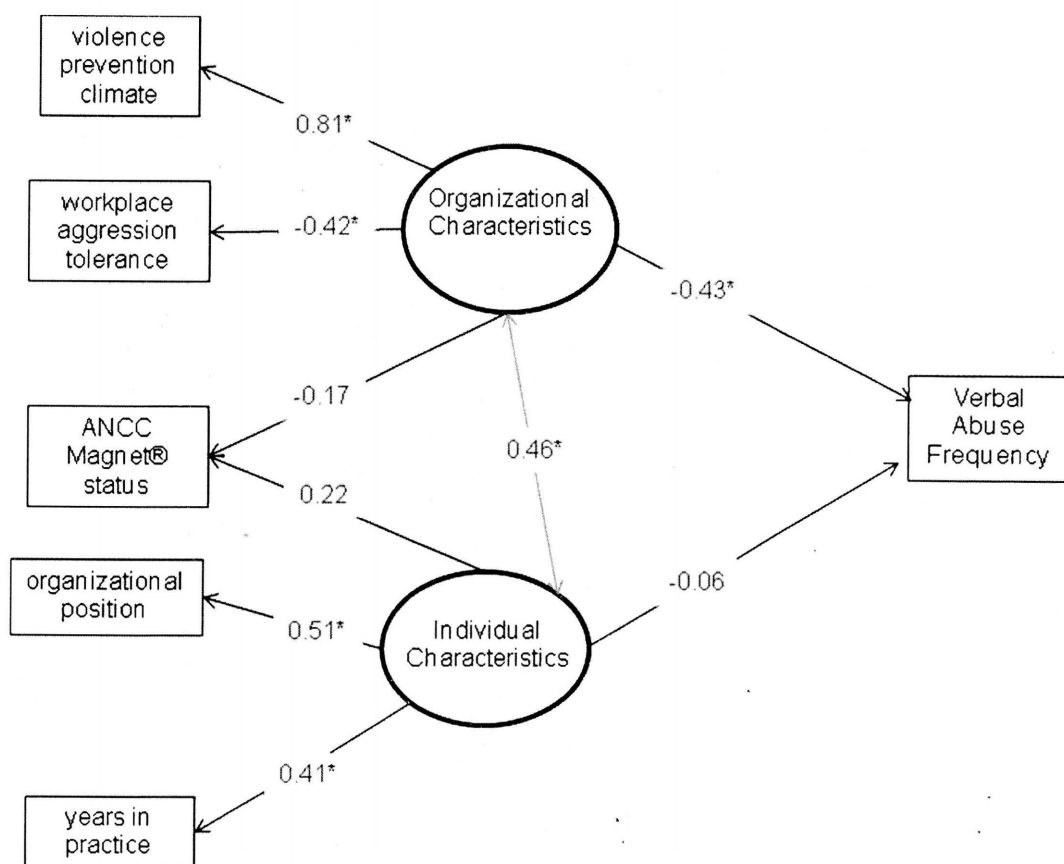 violence
prevention
climate
0.81*
workplace
aggression
tolerance
-0.42*
Organizational
Characteristics
-0.43*
-0.17
ANCC
Magnet®
status
0.46*
Verbal
Abuse
Frequency
0.22
-0.06
organizational
position
0.51*
Individual
Characteristics
0.41*
years in
practice